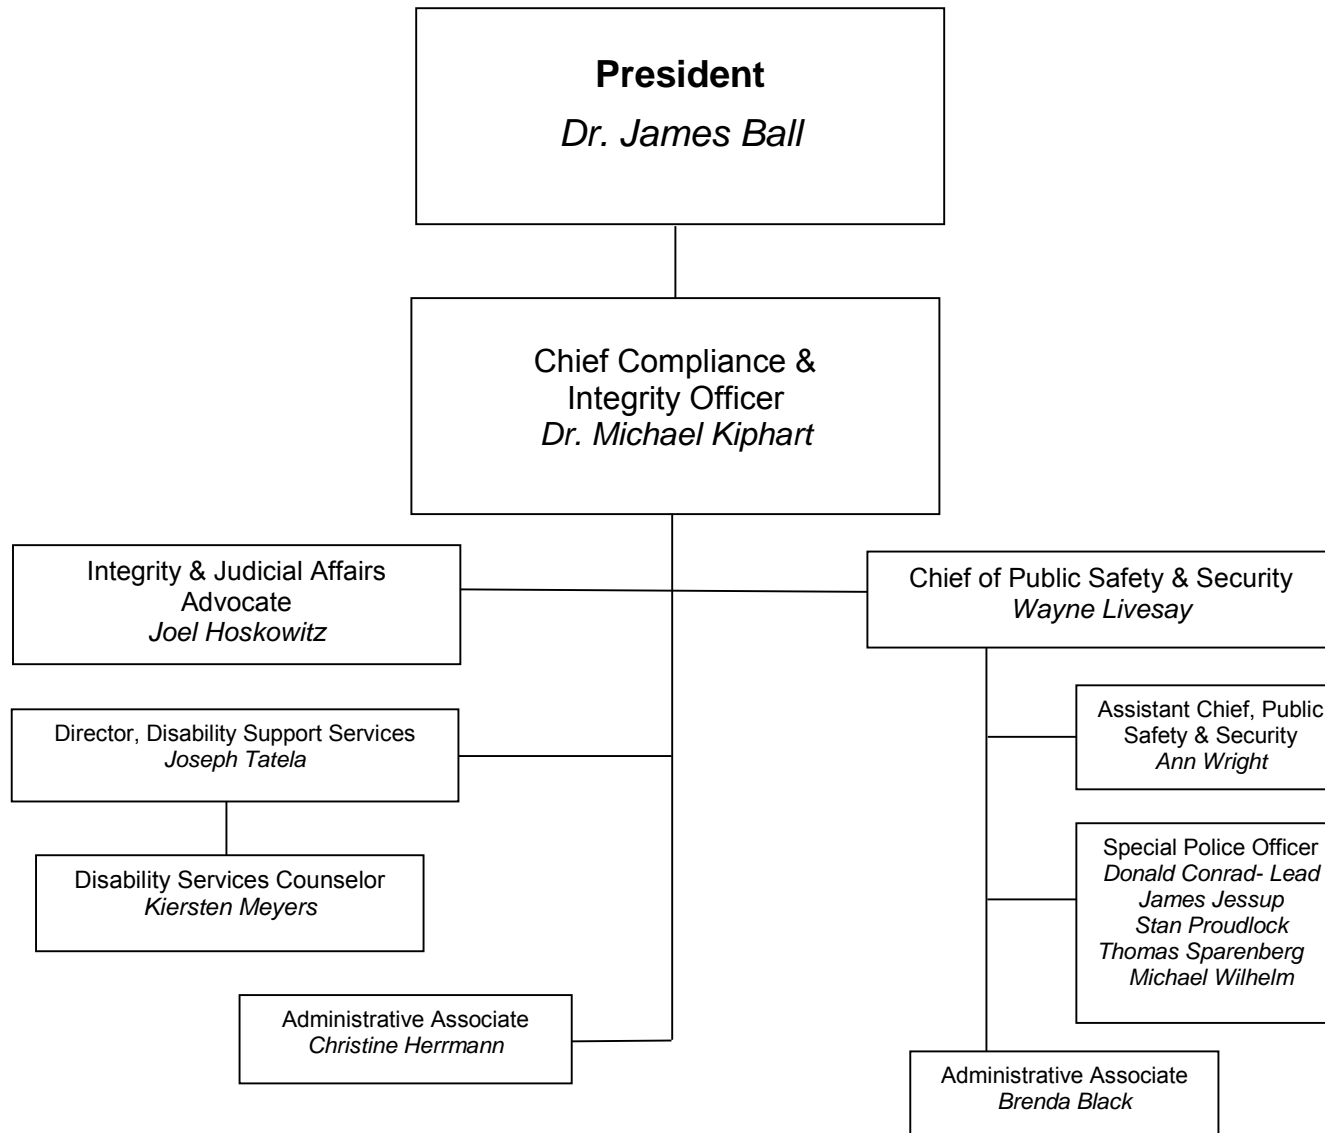 President
Dr. James Ball
Chief Compliance &
Integrity Officer
Dr. Michael Kiphart
Integrity & Judicial Affairs
Advocate
Joel Hoskowitz
Chief of Public Safety & Security
Wayne Livesay
Director, Disability Support Services
Joseph Tatela
Assistant Chief, Public
Safety & Security
Ann Wright
Disability Services Counselor
Kiersten Meyers
Special Police Officer
Donald Conrad- Lead
James Jessup
Stan Proudlock
Thomas Sparenberg
Michael Wilhelm
Administrative Associate
Christine Herrmann
Administrative Associate
Brenda Black